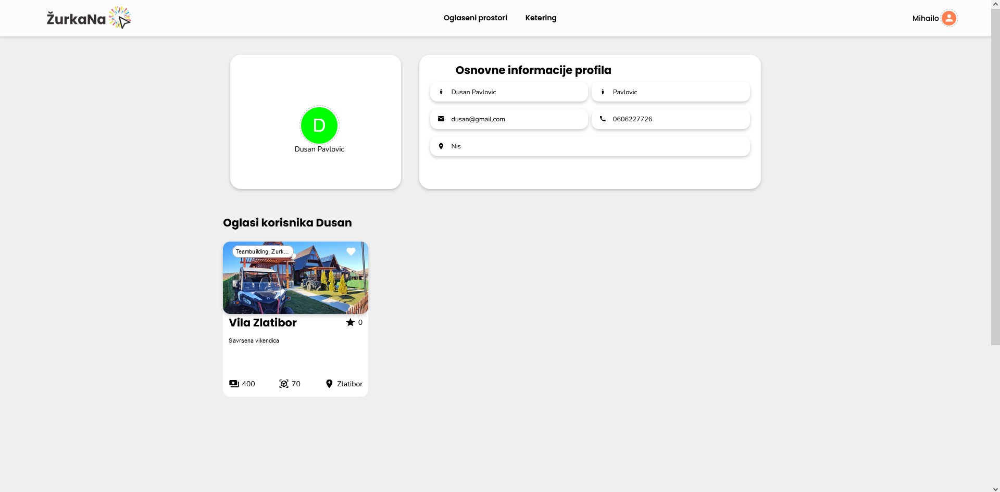 ŽurkaNa
Oglaseni prostori
Ketering
Mihailo
D
Dusan Pavlovic
Osnovne informacije profila
Dusan Pavlovic
Pavlovic
dusan@gmail.com
0606227726
Nis
Oglasi korisnika Dusan
Teambuilding, Zurk...
Vila Zlatibor
0
Savrsena vikendica
400
70
Zlatibor